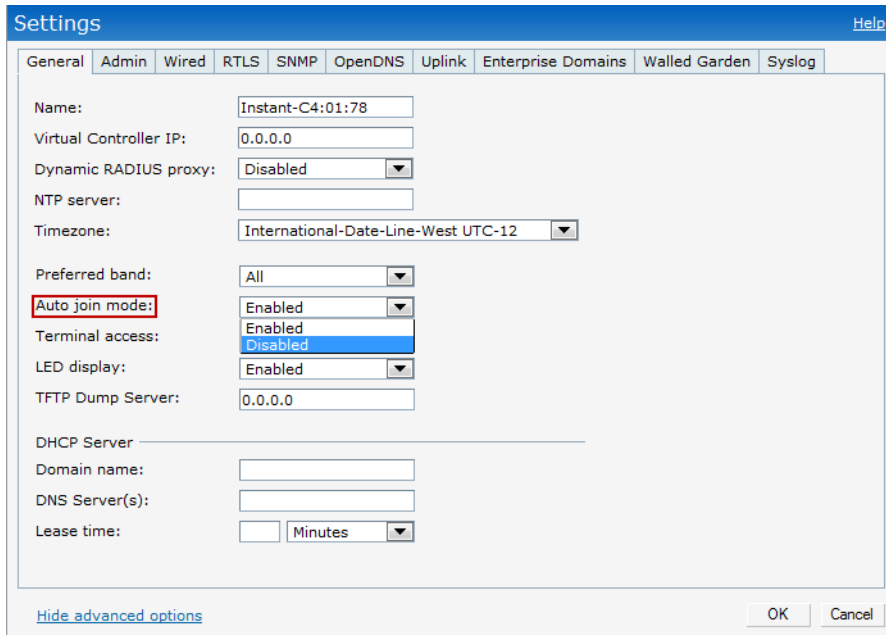 Settings
Help
General Admin Wired RTLS SNMP OpenDNS Uplink Enterprise Domains Walled Garden Syslog
Name: Instant-C4:01:78
Virtual Controller IP: 0.0.0.0
Dynamic RADIUS proxy: Disabled
NTP server:
Timezone: International-Date-Line-West UTC-12
Preferred band: All
Auto join mode: Enabled
Enabled
Terminal access:
Disabled
LED display: Enabled
TFTP Dump Server: 0.0.0.0
DHCP Server
Domain name:
DNS Server(s):
Lease time: Minutes
Hide advanced options
OK Cancel